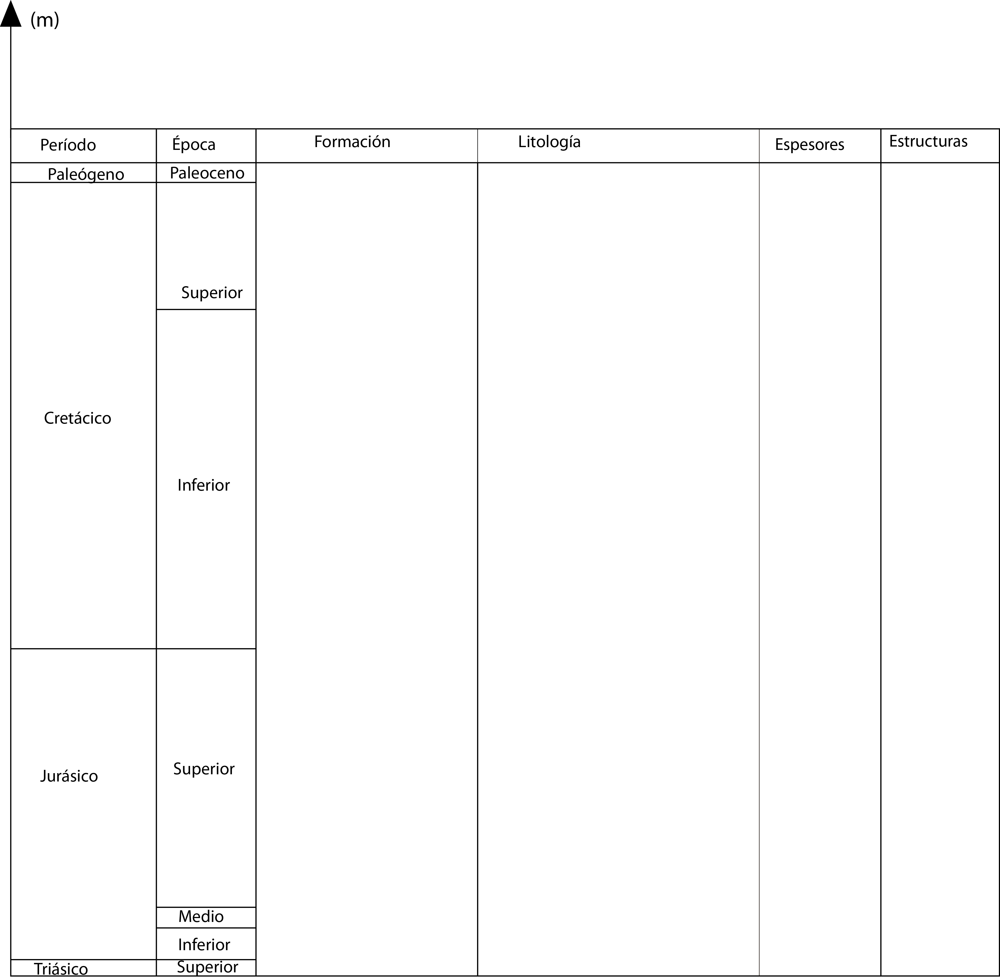 (m)
Período Época Formación Litología Espesores Estructuras
Paleógeno Paleoceno
Superior
Cretácico
Inferior
Superior
Jurásico
Medio
Inferior
Triásico Superior